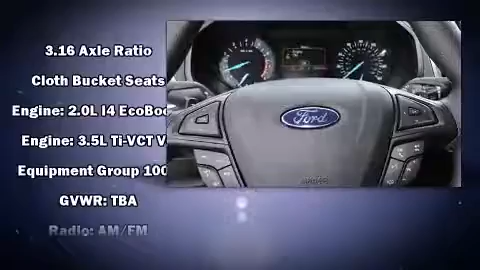 3.16 Axle Ratio
Cloth Bucket Seats
Engine: 2.0L I4 EcoBoo
Engine: 3.5L Ti-VCT V
Equipment Group 100
GVWR: TBA
Radio: AM/FM
Ford